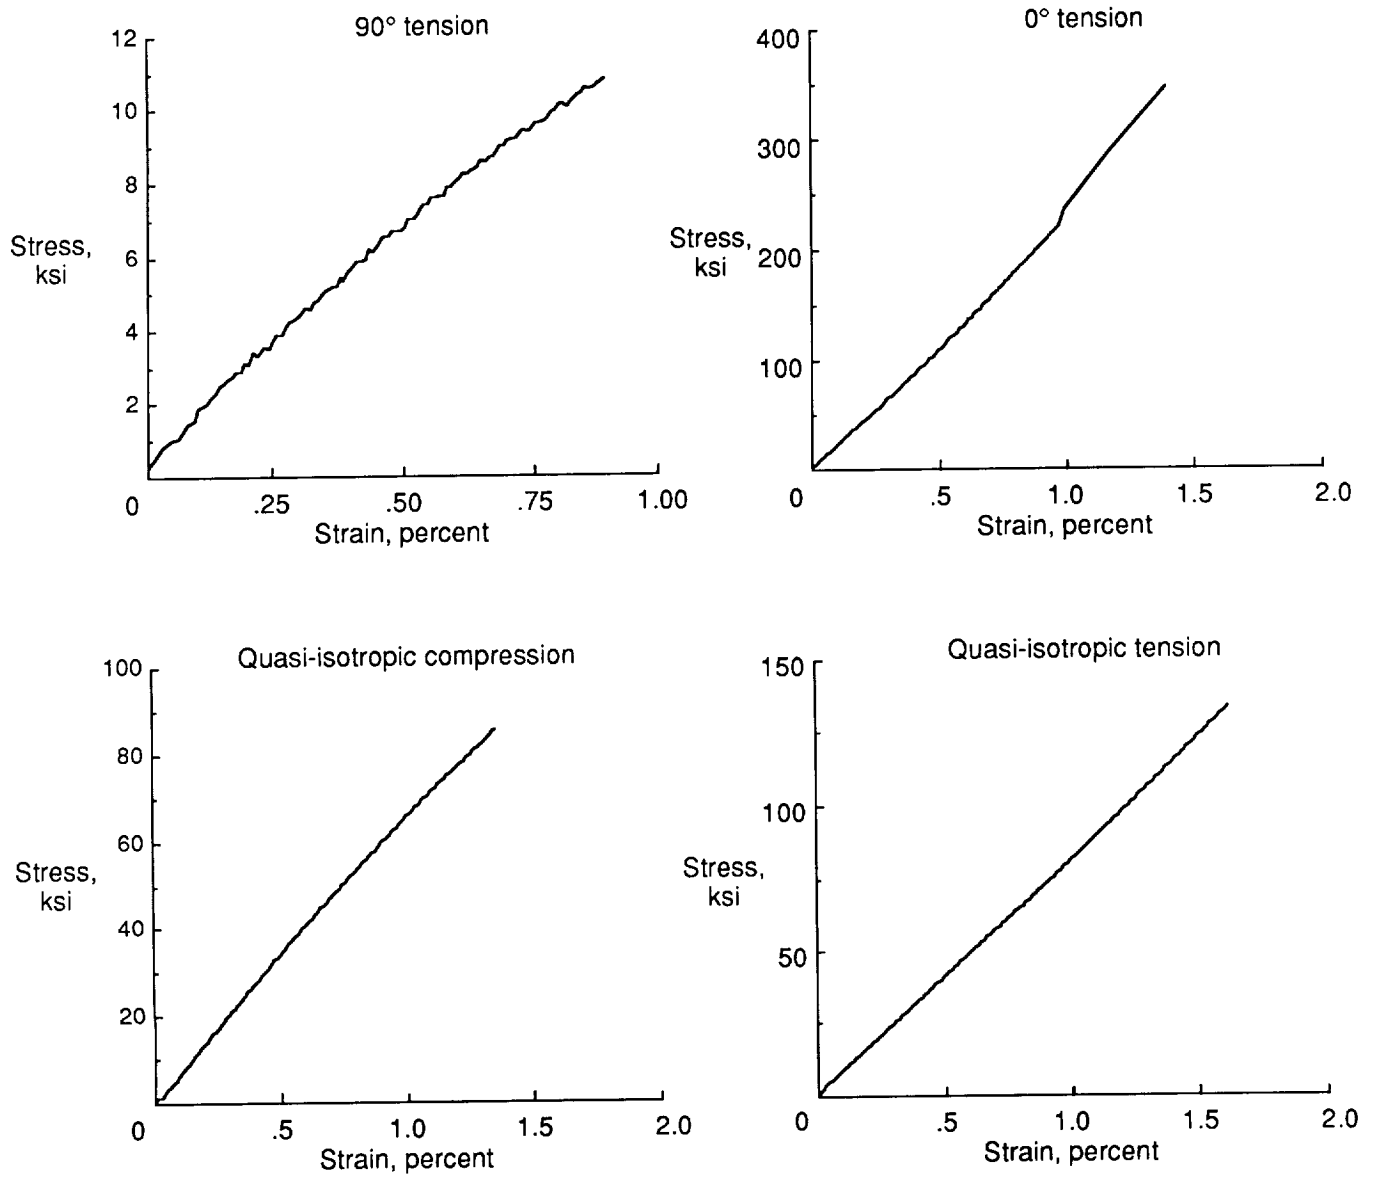 90° tension
12
10
8
6
4
2
Stress,
ksi
0
.25
.50
.75
1.00
Strain, percent
0° tension
400
300
200
100
Stress,
ksi
0
.5
1.0
1.5
2.0
Strain, percent
Quasi-isotropic compression
100
80
60
40
20
Stress,
ksi
0
.5
1.0
1.5
2.0
Strain, percent
Quasi-isotropic tension
150
100
50
Stress,
ksi
0
.5
1.0
1.5
2.0
Strain, percent